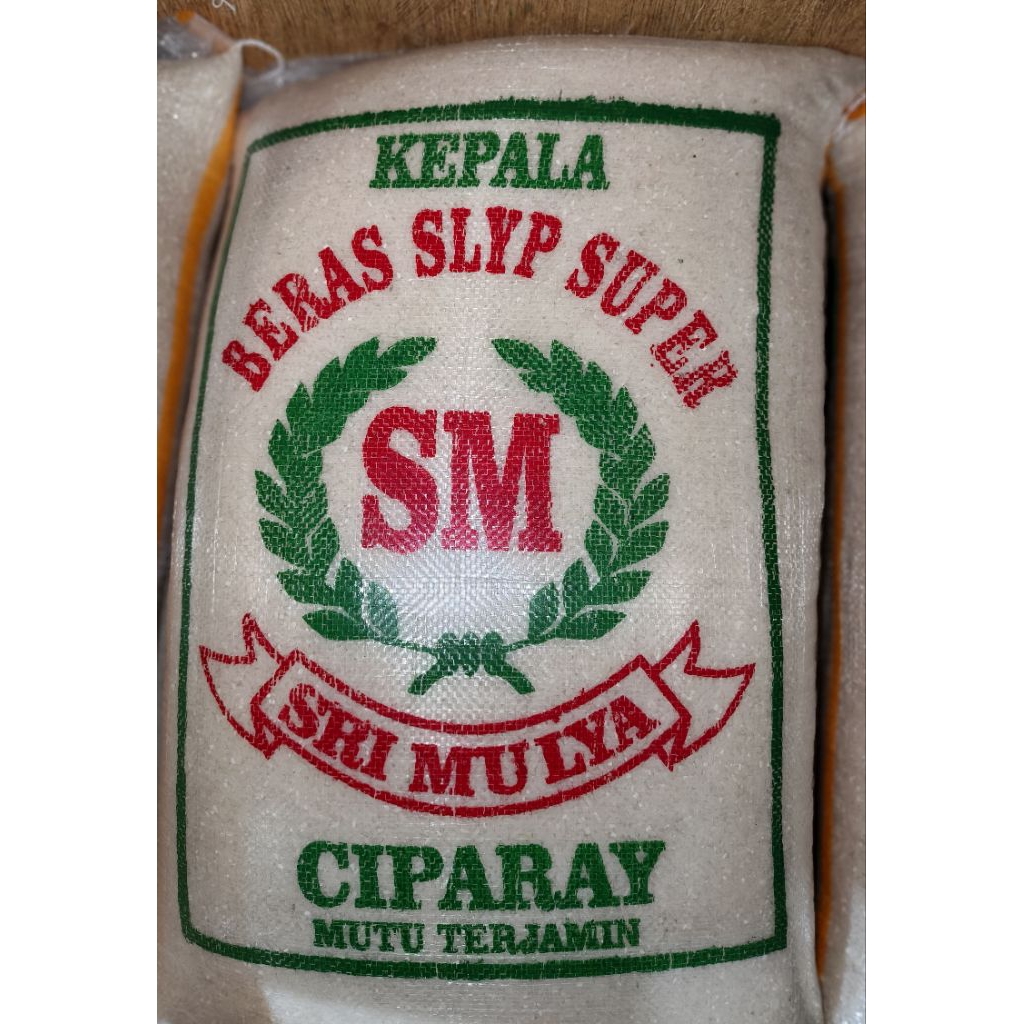 KEPALA
BERAS SLYP SUPER
SM
SRI MULYA
CIPARAY
MUTU TERJAMIN